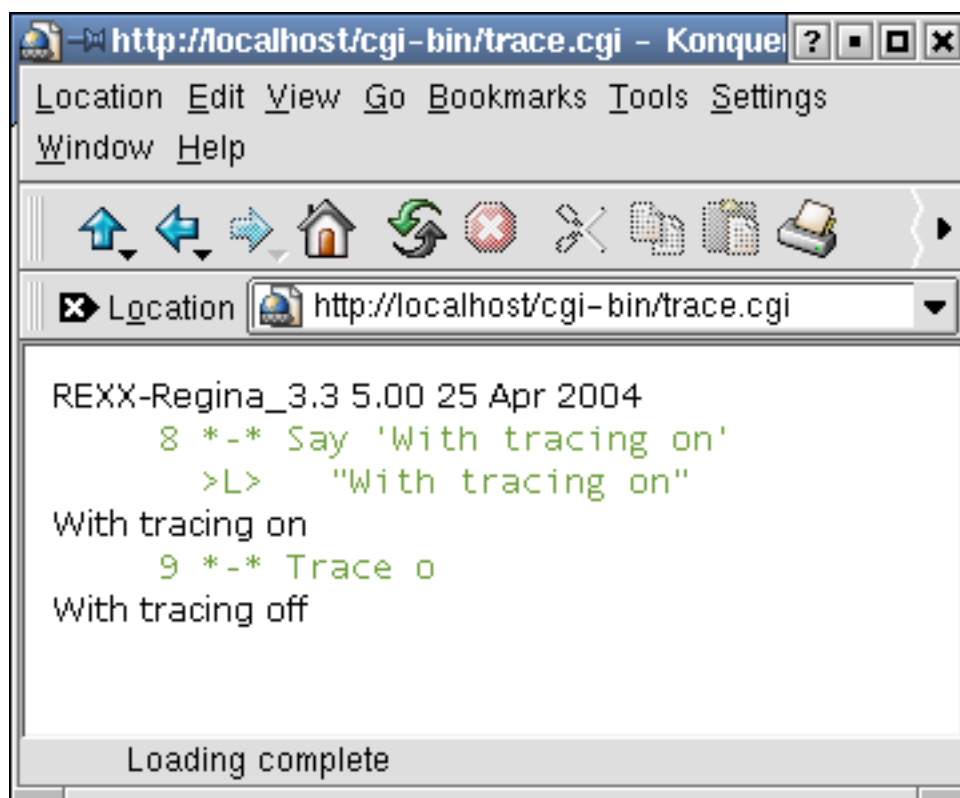 http://localhost/cgi-bin/trace.cgi - Konquer
Location Edit View Go Bookmarks Tools Settings
Window Help
Location http://localhost/cgi-bin/trace.cgi
REXX-Regina_3.3 5.00 25 Apr 2004
8 *-* Say 'With tracing on'
>L> "With tracing on"
With tracing on
9 *-* Trace o
With tracing off
Loading complete